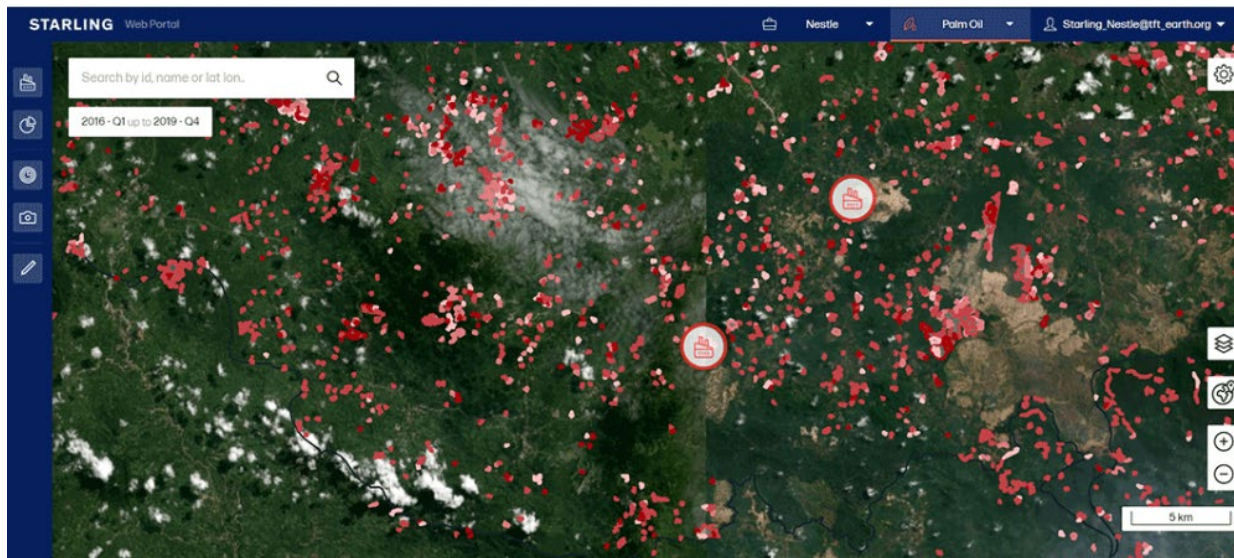 STARLING Web Portal
Nestle
Palm Oil
Starling_Nestle@tft_earth.org
Search by id, name or lat lon..
2016 - Q1 up to 2019 - Q4
5 km